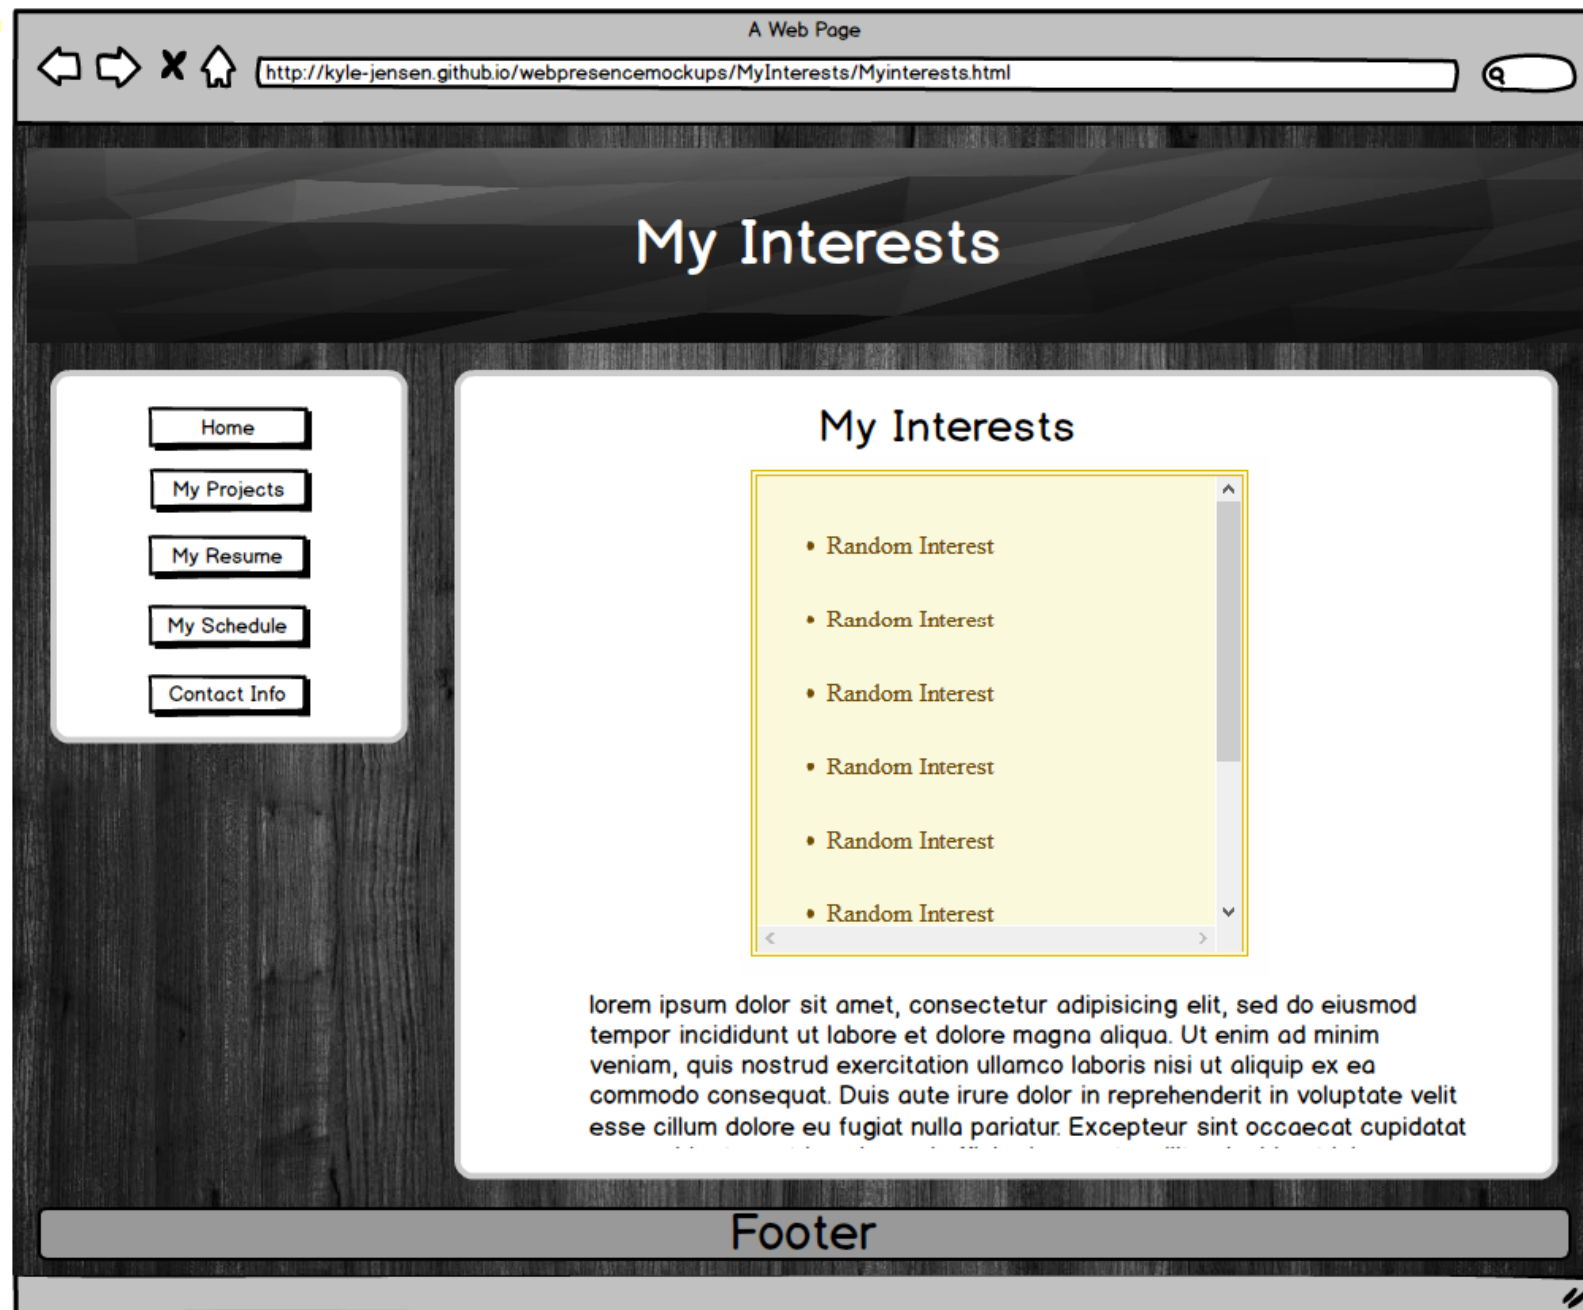 A Web Page
http://kyle-jensen.github.io/webpresencemockups/MyInterests/Myinterests.html
My Interests
Home
My Projects
My Resume
My Schedule
Contact Info
My Interests
• Random Interest
• Random Interest
• Random Interest
• Random Interest
• Random Interest
• Random Interest
lorem ipsum dolor sit amet, consectetur adipisicing elit, sed do eiusmod
tempor incididunt ut labore et dolore magna aliqua. Ut enim ad minim
veniam, quis nostrud exercitation ullamco laboris nisi ut aliquip ex ea
commodo consequat. Duis aute irure dolor in reprehenderit in voluptate velit
esse cillum dolore eu fugiat nulla pariatur. Excepteur sint occaecat cupidatat
Footer